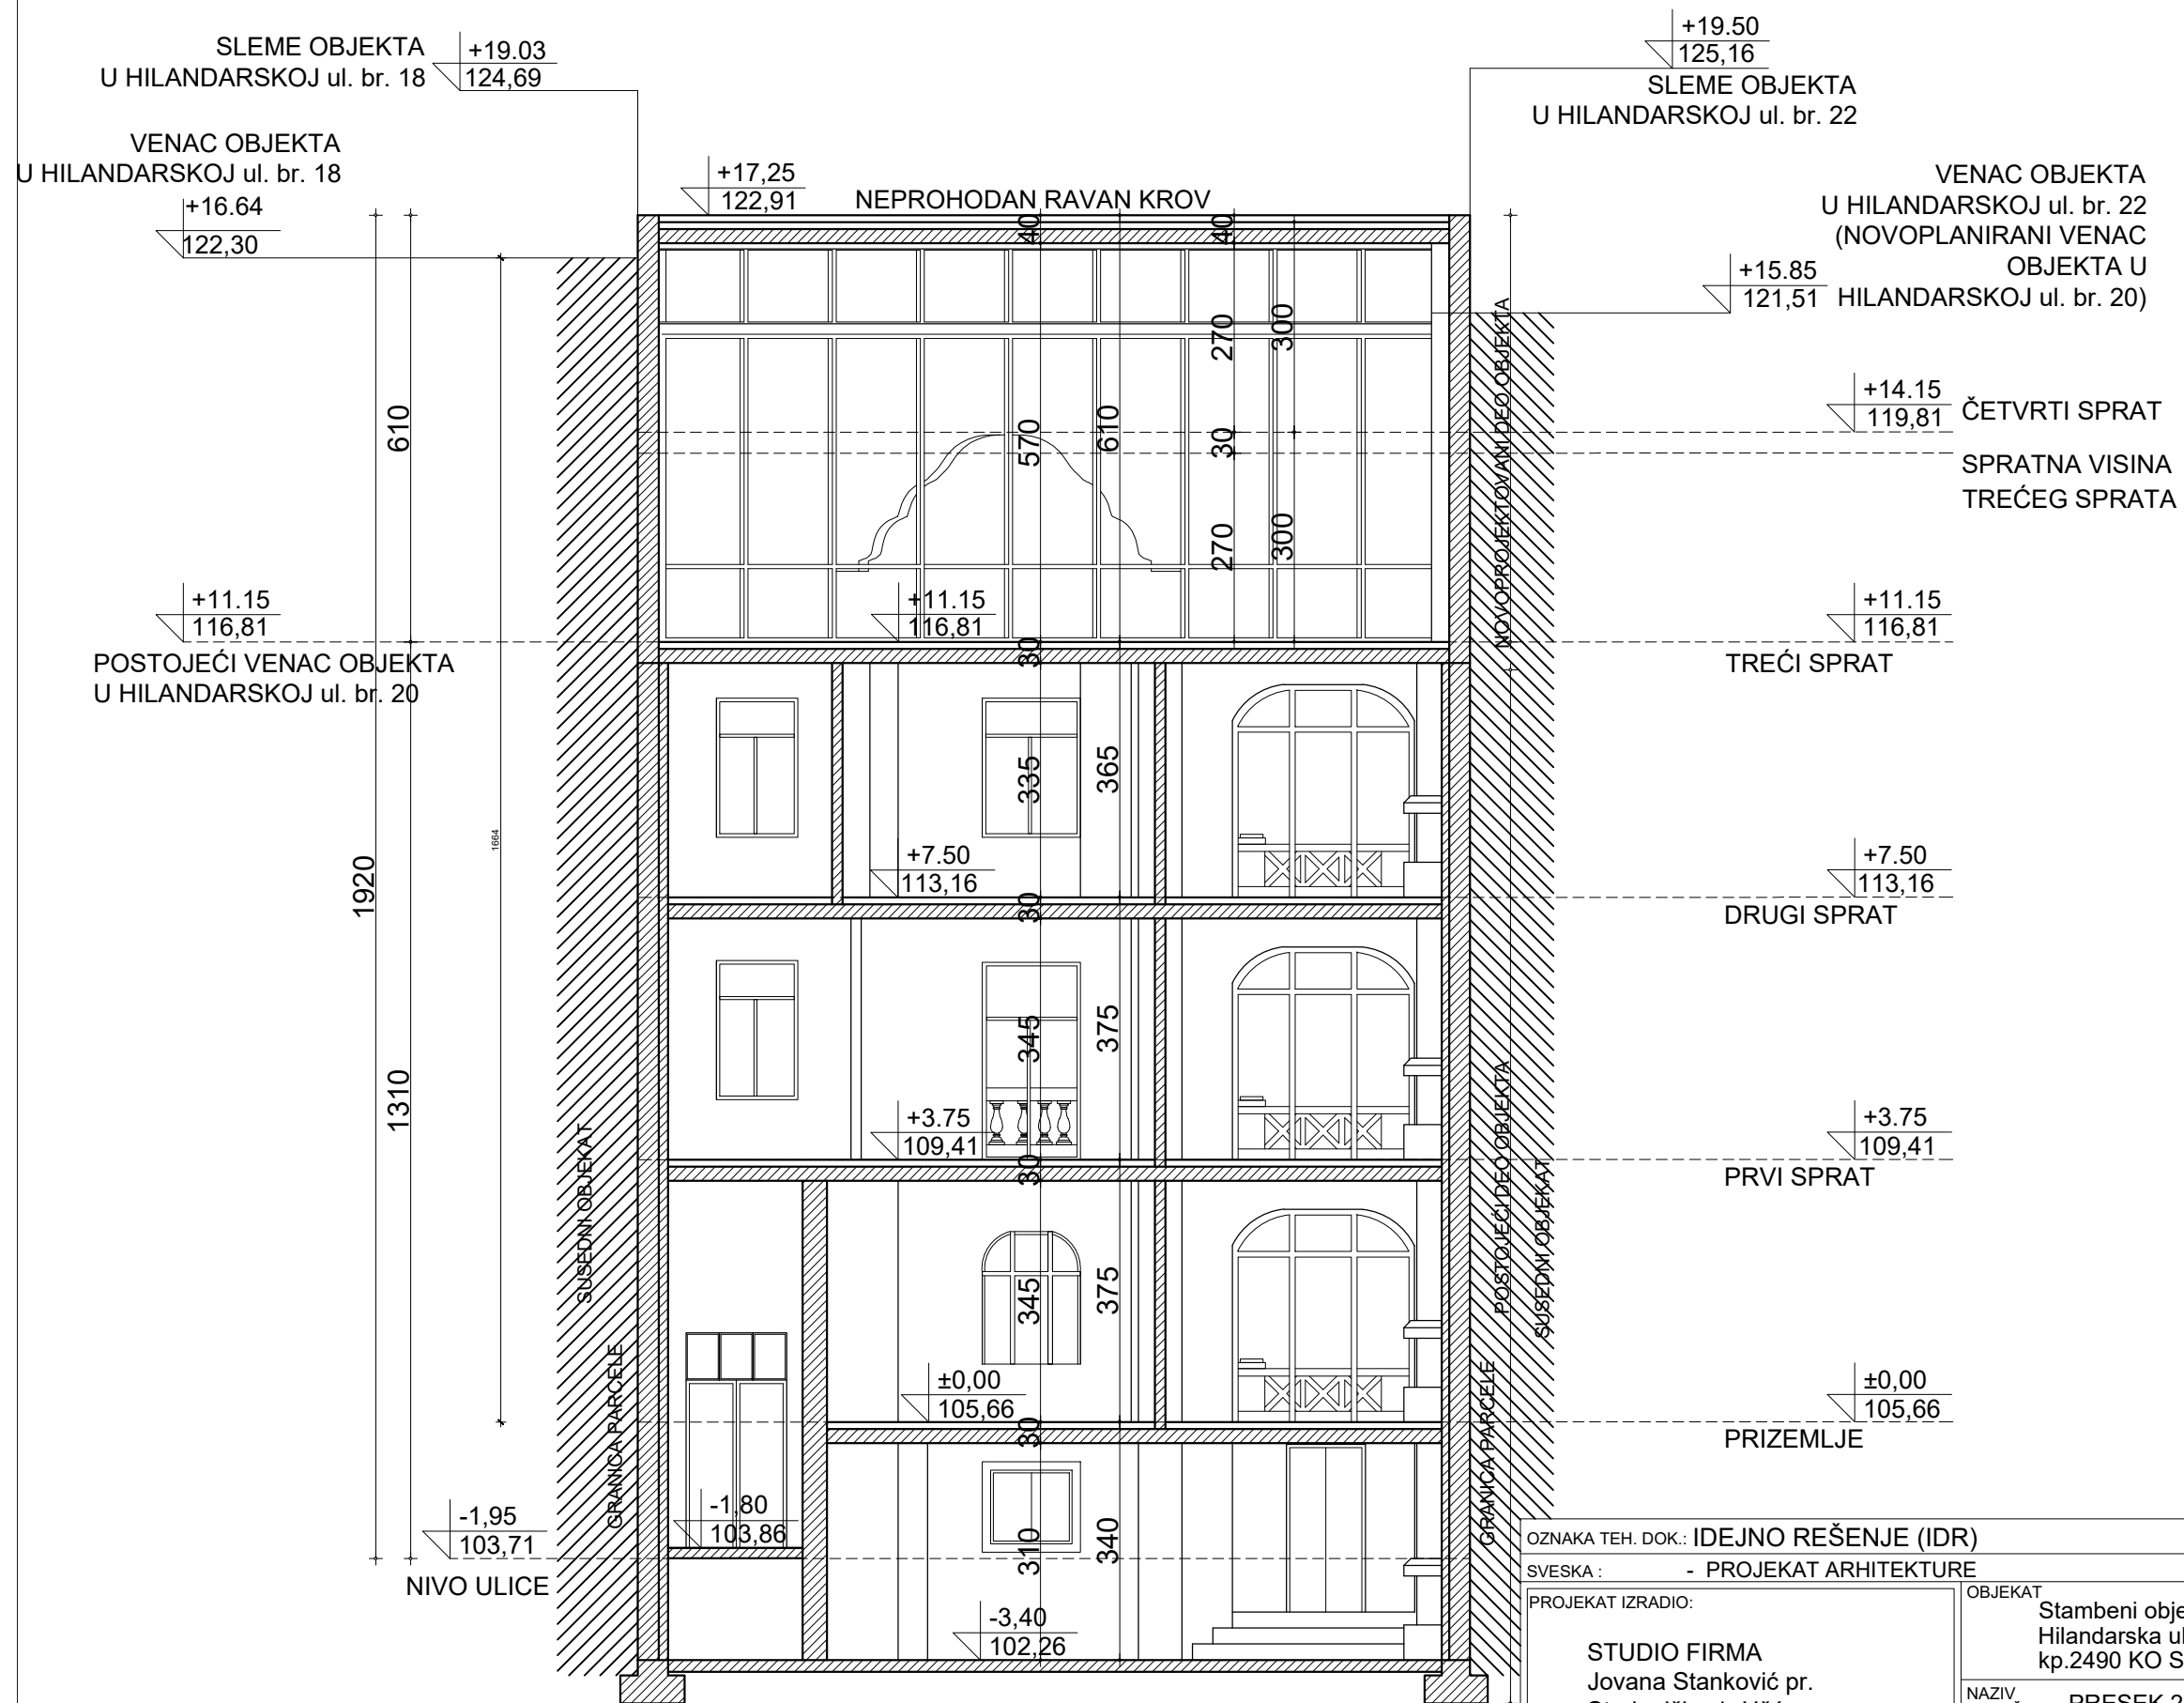 SLEME OBJEKTA
U HILANDARSKOJ ul. br. 18
+19.03
124,69
+19.50
125,16
SLEME OBJEKTA
U HILANDARSKOJ ul. br. 22
VENAC OBJEKTA
U HILANDARSKOJ ul. br. 18
+16.64
122,30
+17,25
122,91
NEPROHODAN RAVAN KROV
VENAC OBJEKTA
U HILANDARSKOJ ul. br. 22
(NOVOPLANIRANI VENAC
OBJEKTA U
HILANDARSKOJ ul. br. 20)
+15.85
121,51
40
40
270
300
610
570
610
30
270
300
NOVOPROJEKTOVANI DEO OBJEKTA
+14.15
119,81
ČETVRTI SPRAT
SPRATNA VISINA
TREĆEG SPRATA
+11.15
116,81
POSTOJEĆI VENAC OBJEKTA
U HILANDARSKOJ ul. br. 20
+11.15
116,81
30
+11.15
116,81
TREĆI SPRAT
335
365
1664
1920
+7.50
113,16
30
+7.50
113,16
DRUGI SPRAT
345
375
1310
+3.75
109,41
30
+3.75
109,41
PRVI SPRAT
SUSEDNI OBJEKAT
POSTOJEĆI DEO OBJEKTA
SUSEDNI OBJEKAT
345
375
±0,00
105,66
30
±0,00
105,66
PRIZEMLJE
GRANICA PARCELE
GRANICA PARCELE
-1,95
103,71
NIVO ULICE
-1,80
103,86
310
340
-3,40
102,26
OZNAKA TEH. DOK.: IDEJNO REŠENJE (IDR)
SVESKA : - PROJEKAT ARHITEKTURE
PROJEKAT IZRADIO:
STUDIO FIRMA
Jovana Stanković pr.
OBJEKAT
Stambeni obje
Hilandarska ul
kp.2490 KO S
NAZIV
PRESEK 2